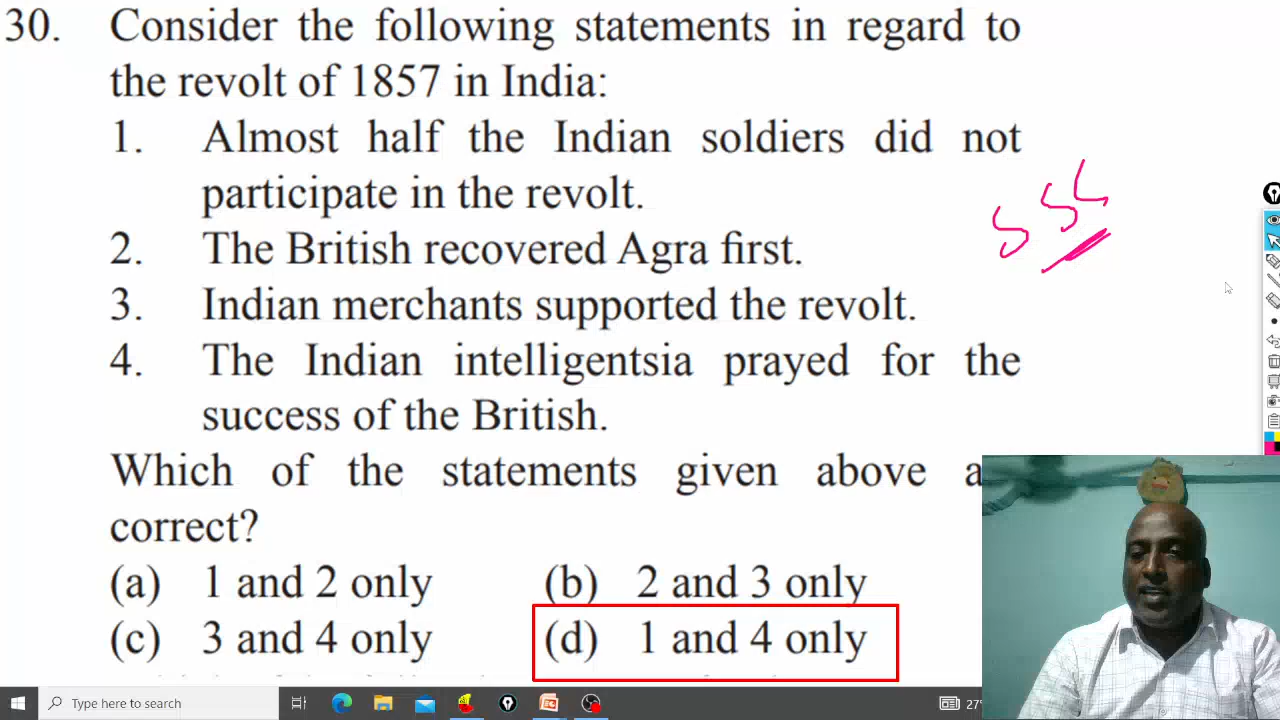 30. Consider the following statements in regard to
the revolt of 1857 in India:
1. Almost half the Indian soldiers did not
participate in the revolt.
2. The British recovered Agra first.
3. Indian merchants supported the revolt.
4. The Indian intelligentsia prayed for the
success of the British.
Which of the statements given above
correct?
(a) 1 and 2 only (b) 2 and 3 only
(c) 3 and 4 only (d) 1 and 4 only
Type here to search
27°